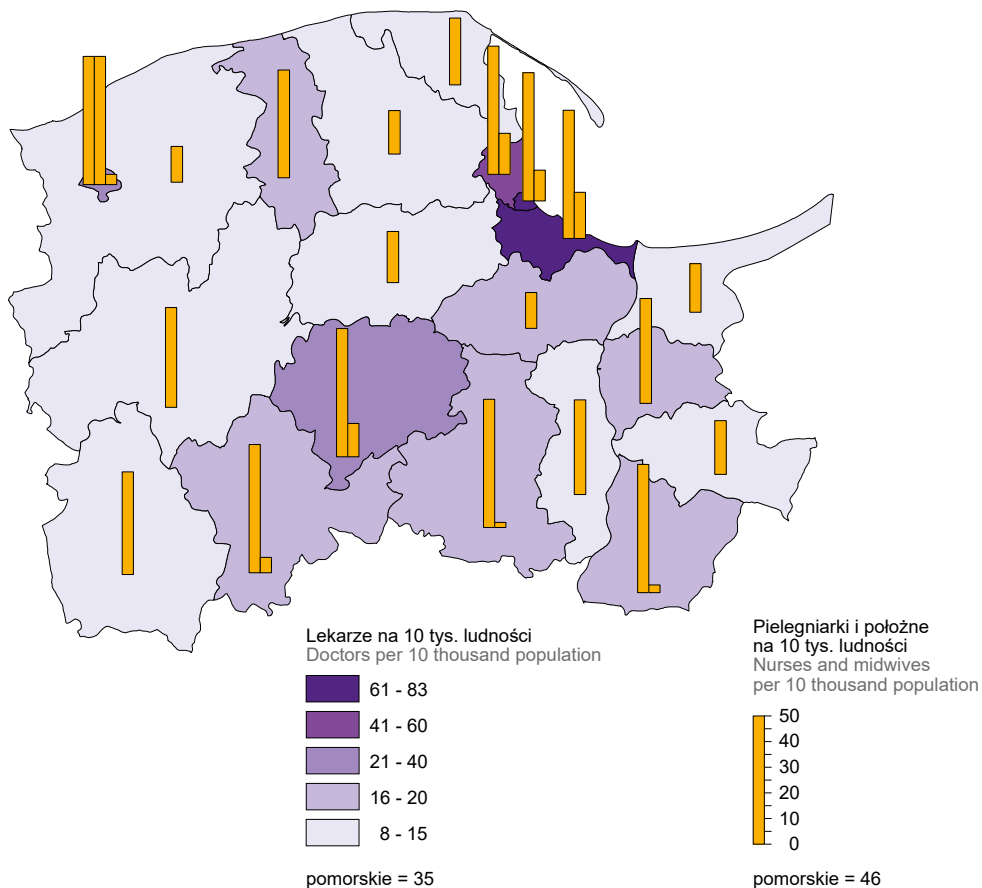 Lekarze na 10 tys. ludności
Doctors per 10 thousand population
61 - 83
41 - 60
21 - 40
16 - 20
8 - 15
pomorskie = 35
Pielegniarki i położne
na 10 tys. ludności
Nurses and midwives
per 10 thousand population
50
40
30
20
10
0
pomorskie = 46